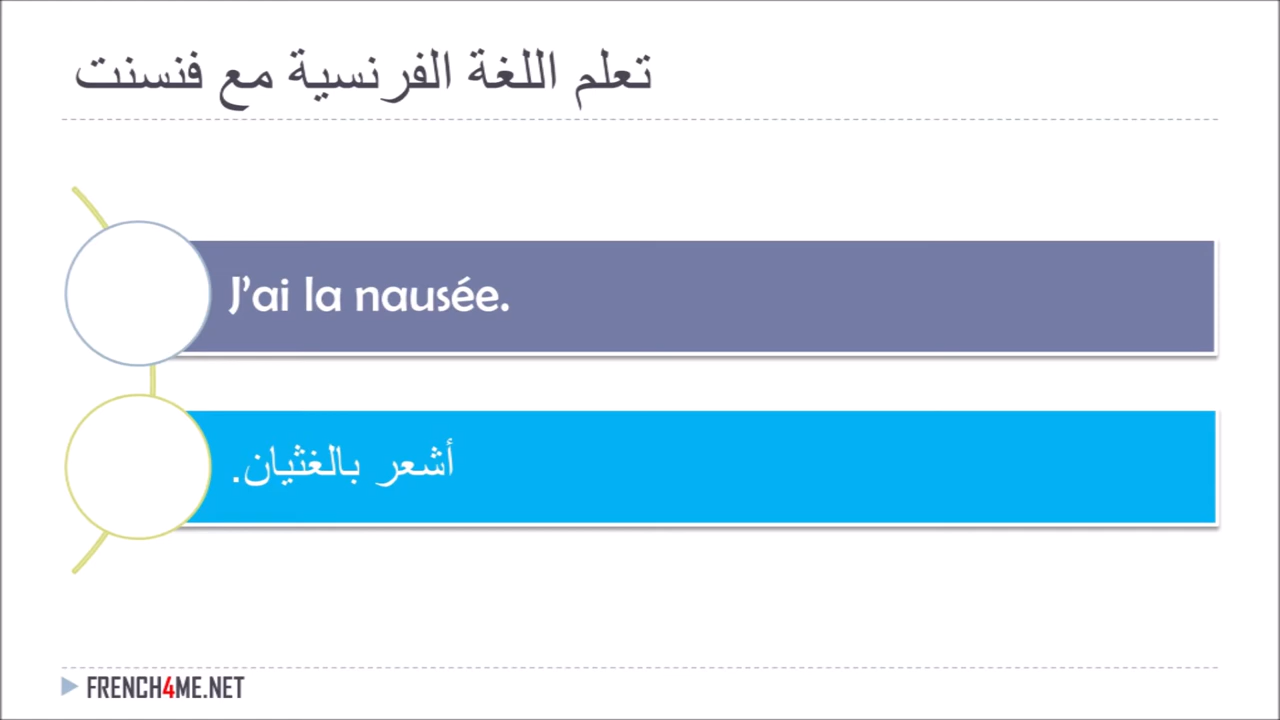 تعلم اللغة الفرنسية مع فنسنت
J’ai la nausée.
أشعر بالغثيان.
FRENCH4ME.NET